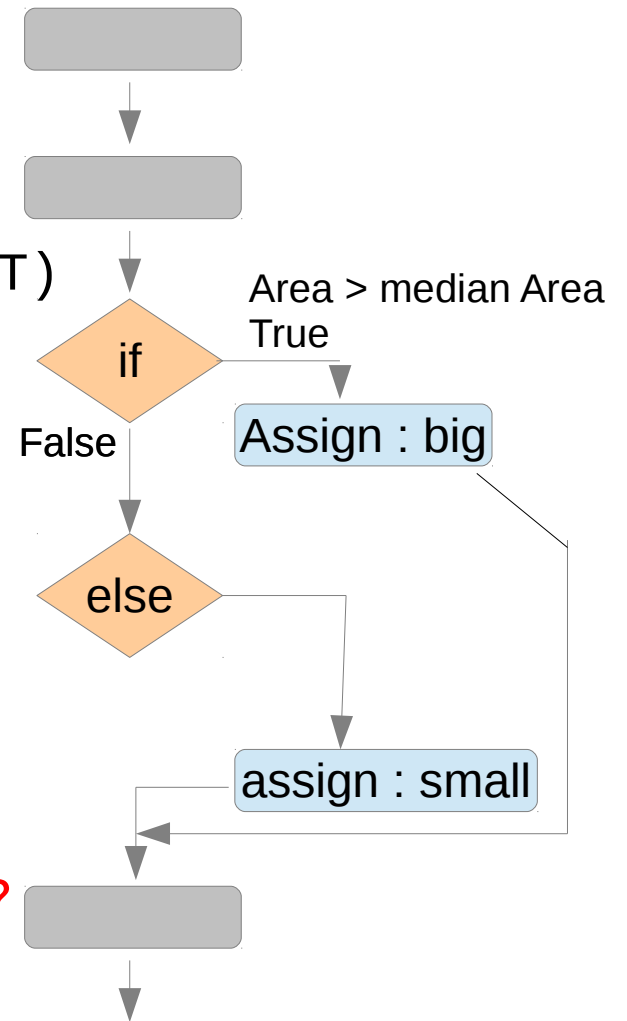 T)
Area > median Area
True
if
False
Assign : big
else
assign : small
?